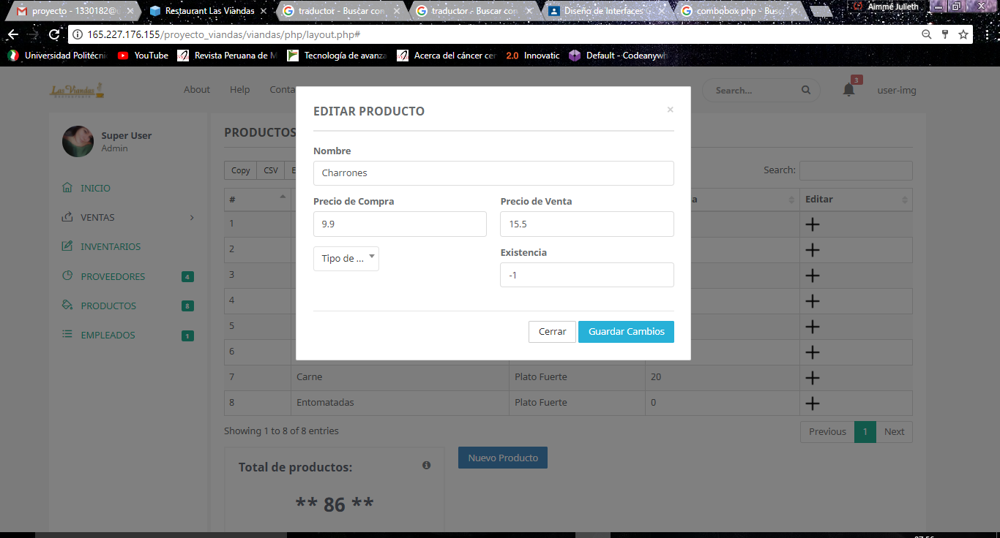 proyecto - 1330182@u
Restaurant Las Viandas
traductor - Buscar con
traductor - Buscar con
Diseño de Interfaces G
combobox php - Bus
Aimmé Julieth
165.227.176.155/proyecto_viandas/viandas/php/layout.php#
Universidad Politécni
YouTube
Revista Peruana de M
Tecnología de avanza
Acerca del cáncer cer
2.0 Innovatic
Default - Codeanywh
Las Viandas
About
Help
Conta
Search...
3
user-img
Super User
Admin
INICIO
VENTAS
INVENTARIOS
PROVEEDORES 4
PRODUCTOS 8
EMPLEADOS 1
PRODUCTOS
Copy
CSV
E
Search:
#
a
Editar
1
2
3
4
5
6
7 Carne Plato Fuerte 20
8 Entomatadas Plato Fuerte 0
Showing 1 to 8 of 8 entries
Previous
1
Next
Total de productos:
** 86 **
Nuevo Producto
EDITAR PRODUCTO
×
Nombre
Charrones
Precio de Compra
Precio de Venta
9.9
15.5
Tipo de ...
Existencia
-1
Cerrar
Guardar Cambios